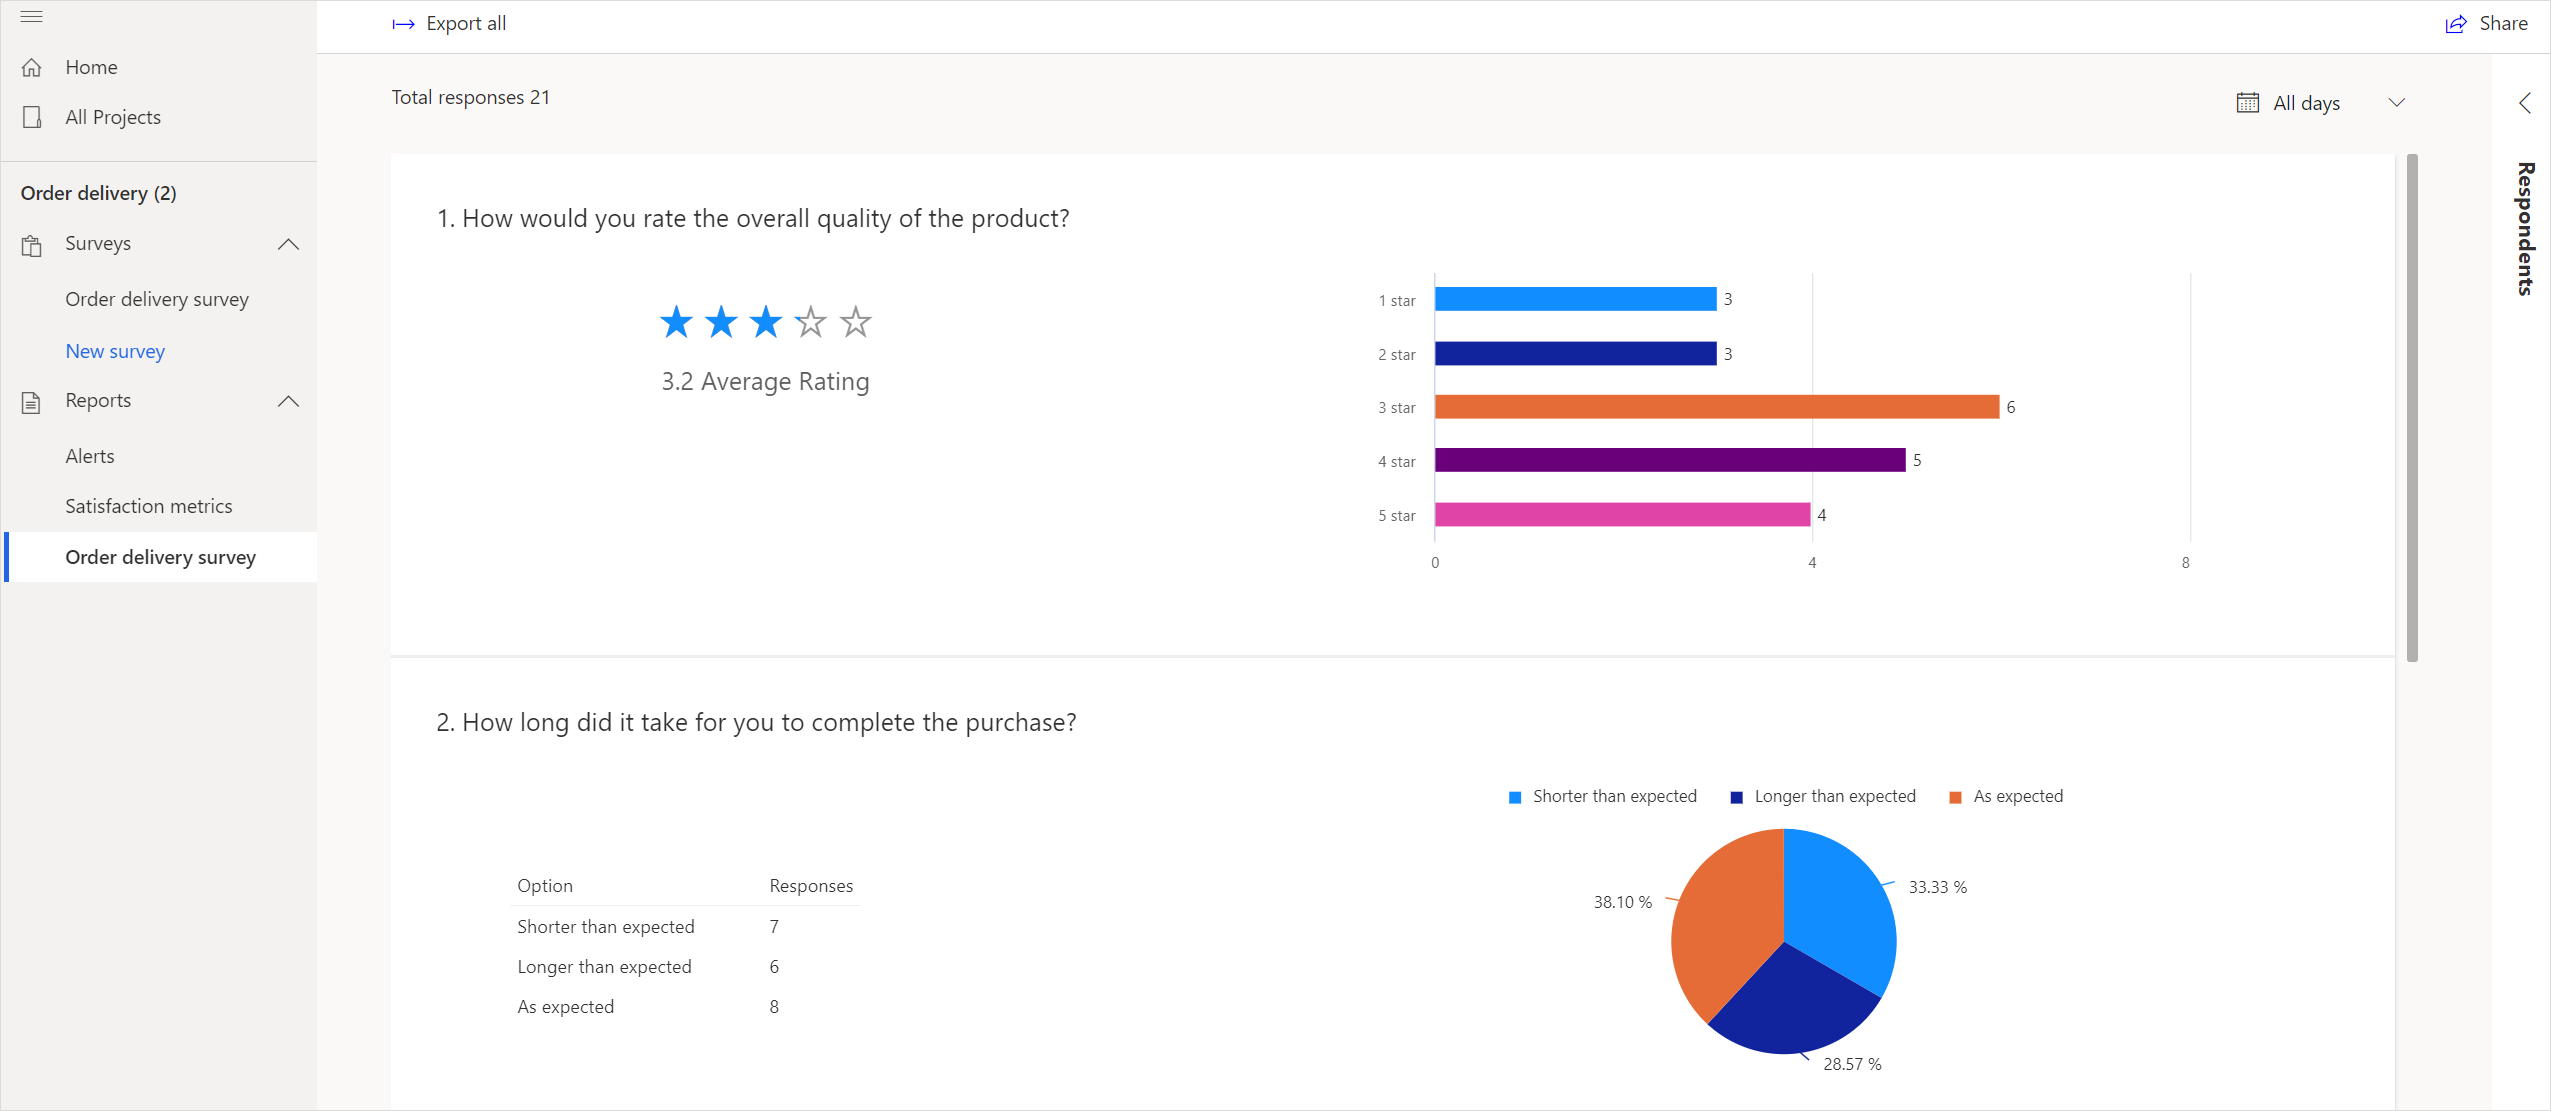 Export all
Share
Home
All Projects
Order delivery (2)
Surveys
Order delivery survey
New survey
Reports
Alerts
Satisfaction metrics
Order delivery survey
Total responses 21
All days
Respondents
1. How would you rate the overall quality of the product?
3.2 Average Rating
1 star 3
2 star 3
3 star 6
4 star 5
5 star 4
0 4 8
2. How long did it take for you to complete the purchase?
Option Responses
Shorter than expected 7
Longer than expected 6
As expected 8
Shorter than expected Longer than expected As expected
33.33 %
38.10 %
28.57 %